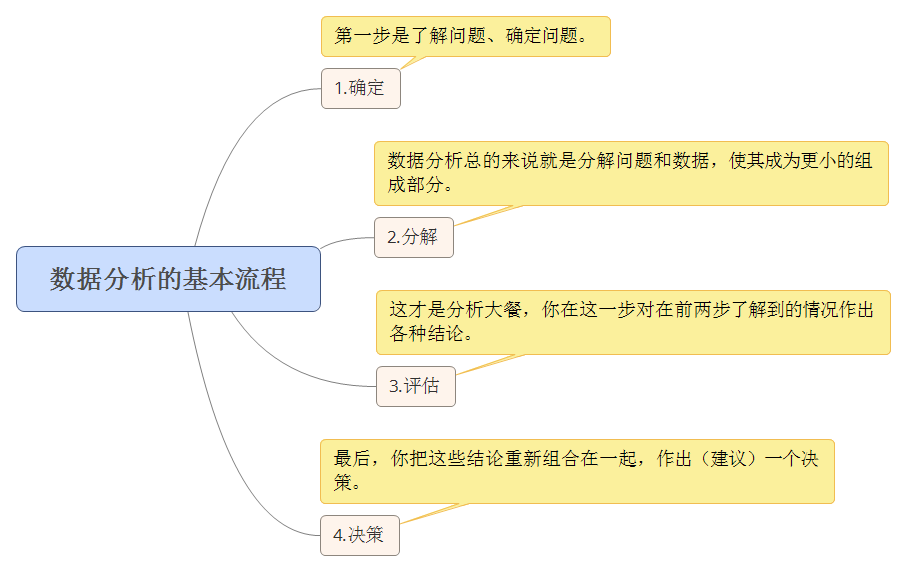 第一步是了解问题、确定问题。
1.确定
数据分析总的来说就是分解问题和数据，使其成为更小的组
成部分。
2.分解
数据分析的基本流程
这才是分析大餐，你在这一步对在前两步了解到的情况作出
各种结论。
3.评估
最后，你把这些结论重新组合在一起，作出（建议）一个决
策。
4.决策